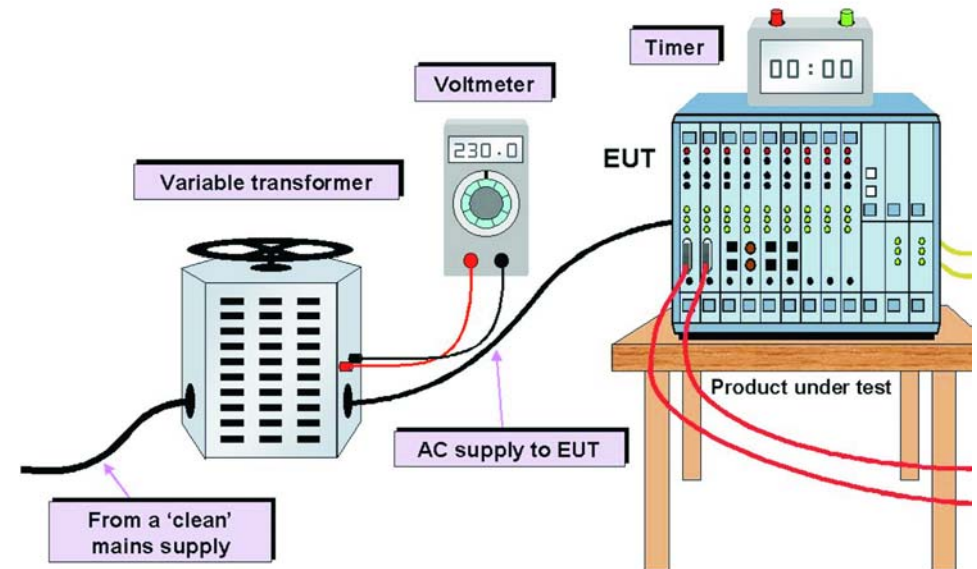 Timer
00:00
Voltmeter
230.0
EUT
Variable transformer
Product under test
AC supply to EUT
From a ‘clean’
mains supply